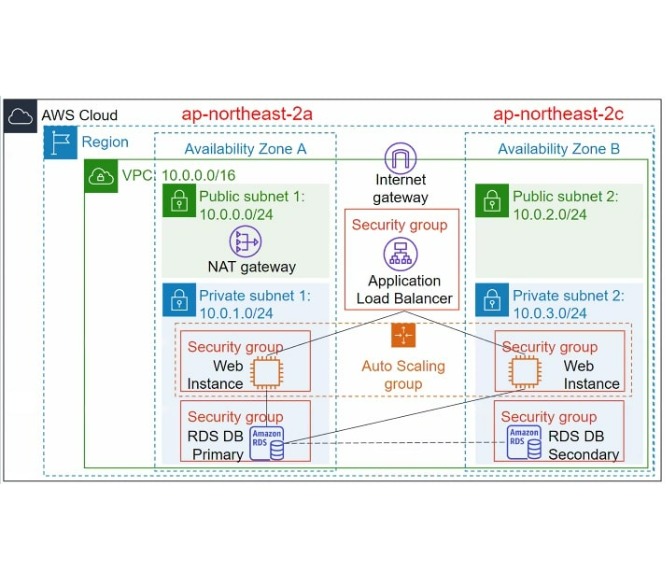 AWS Cloud
ap-northeast-2a
ap-northeast-2c
Region
Availability Zone A
Availability Zone B
VPC: 10.0.0.0/16
Internet
gateway
Public subnet 1:
10.0.0.0/24
NAT gateway
Public subnet 2:
10.0.2.0/24
Security group
Application
Load Balancer
Private subnet 1:
10.0.1.0/24
Private subnet 2:
10.0.3.0/24
Security group
Web
Instance
Auto Scaling
group
Security group
Web
Instance
Security group
RDS DB
Primary
Amazon
RDS
Security group
Amazon
RDS
RDS DB
Secondary